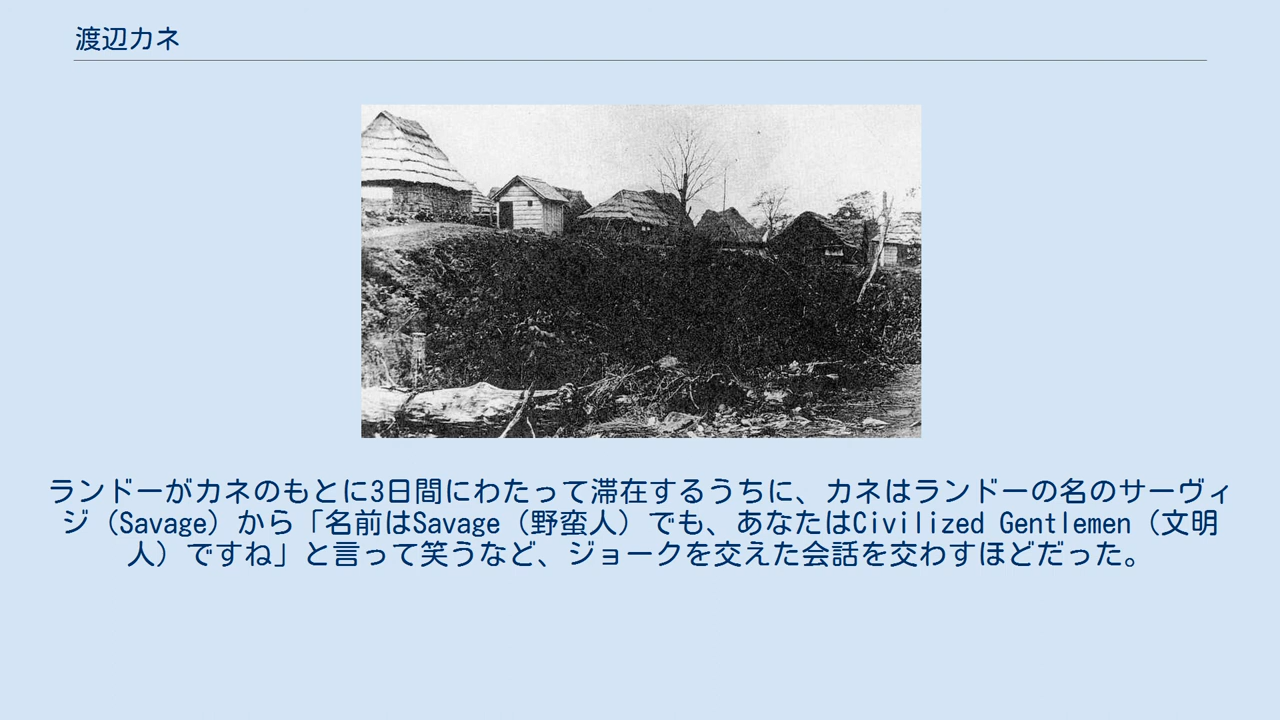 渡辺カネ
ランドーがカネのもとに3日間にわたって滞在するうちに、カネはランドーの名のサーヴィ
ジ（Savage）から「名前はSavage（野蛮人）でも、あなたはCivilized Gentlemen（文明
人）ですね」と言って笑うなど、ジョークを交えた会話を交わすほどだった。